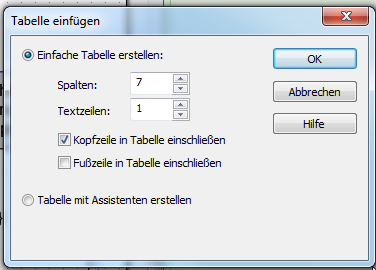 Tabelle einfügen
Einfache Tabelle erstellen:
OK
Spalten: 7
Abbrechen
Textzeilen: 1
Hilfe
Kopfzeile in Tabelle einschließen
Fußzeile in Tabelle einschließen
Tabelle mit Assistenten erstellen